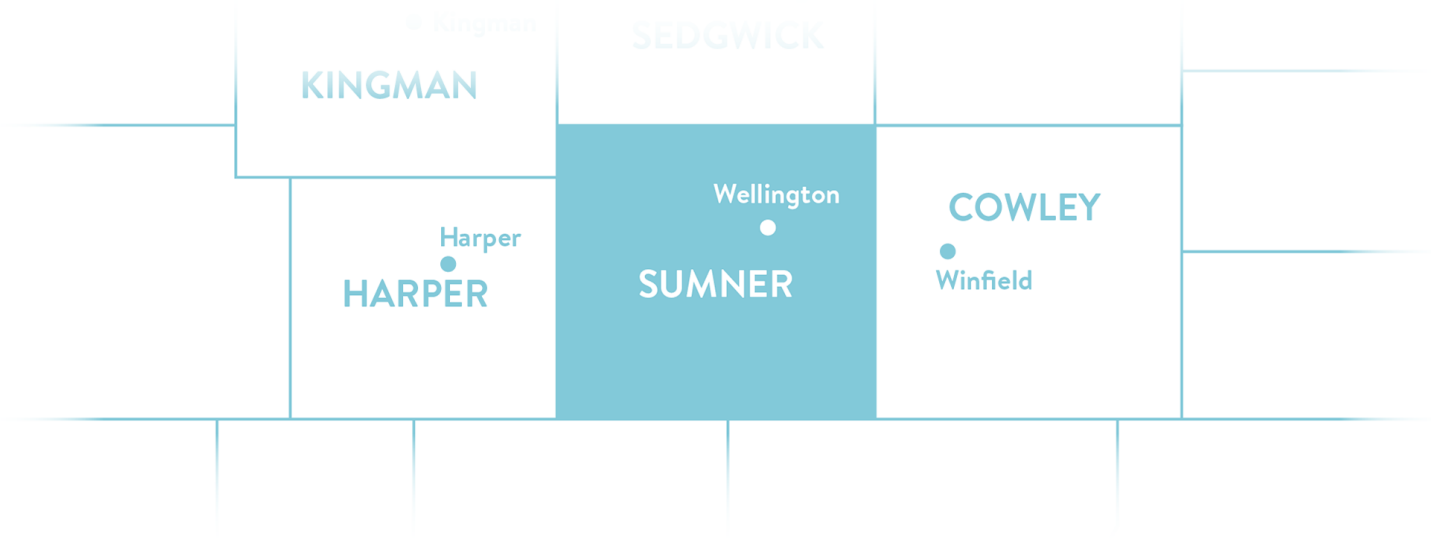 Kingman
SEDGWICK
KINGMAN
Wellington
COWLEY
Harper
SUMNER
Winfield
HARPER